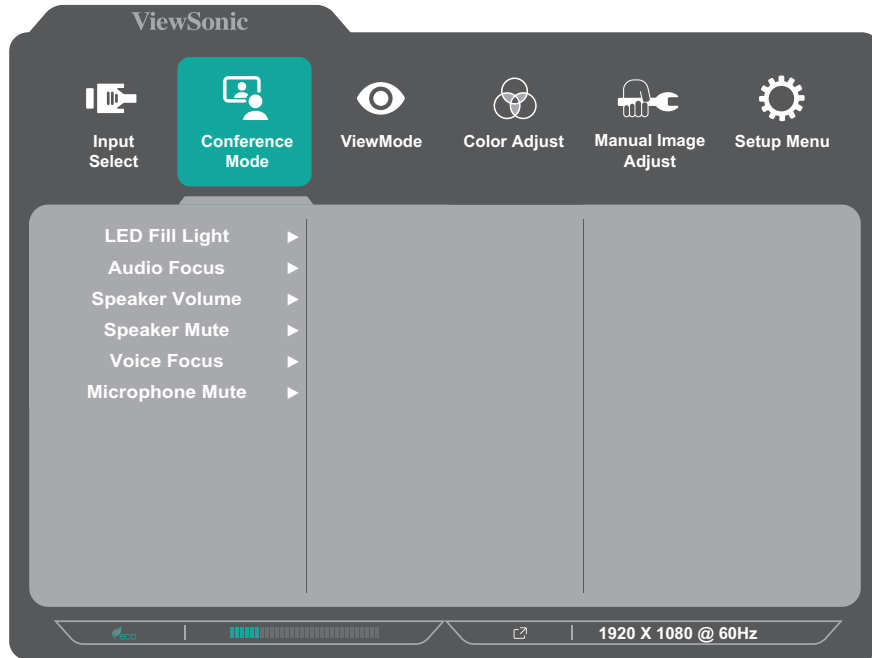 ViewSonic
Input
Select
Conference
Mode
ViewMode
Color Adjust
Manual Image
Adjust
Setup Menu
LED Fill Light
Audio Focus
Speaker Volume
Speaker Mute
Voice Focus
Microphone Mute
eco
1920 X 1080 @ 60Hz